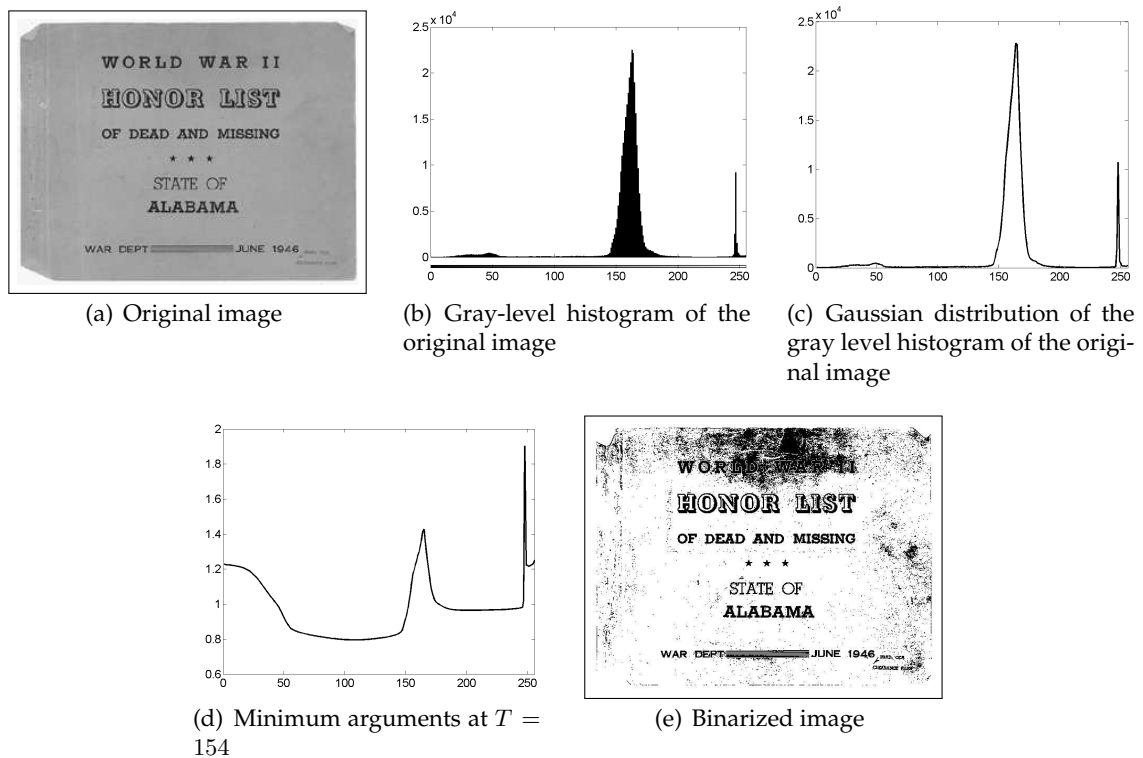 WORLD WAR II
HONOR LIST
OF DEAD AND MISSING
★ ★ ★
STATE OF
ALABAMA
WAR DEPT JUNE 1946
(a) Original image
2.5 x 10^4
2
1.5
1
0.5
0
0 50 100 150 200 250
(b) Gray-level histogram of the
original image
2.5 x 10^4
2
1.5
1
0.5
0
0 50 100 150 200 250
(c) Gaussian distribution of the
gray level histogram of the origi-
nal image
2
1.8
1.6
1.4
1.2
1
0.8
0.6
0 50 100 150 200 250
(d) Minimum arguments at T =
154
WORLD WAR II
HONOR LIST
OF DEAD AND MISSING
★ ★ ★
STATE OF
ALABAMA
WAR DEPT JUNE 1946
(e) Binarized image